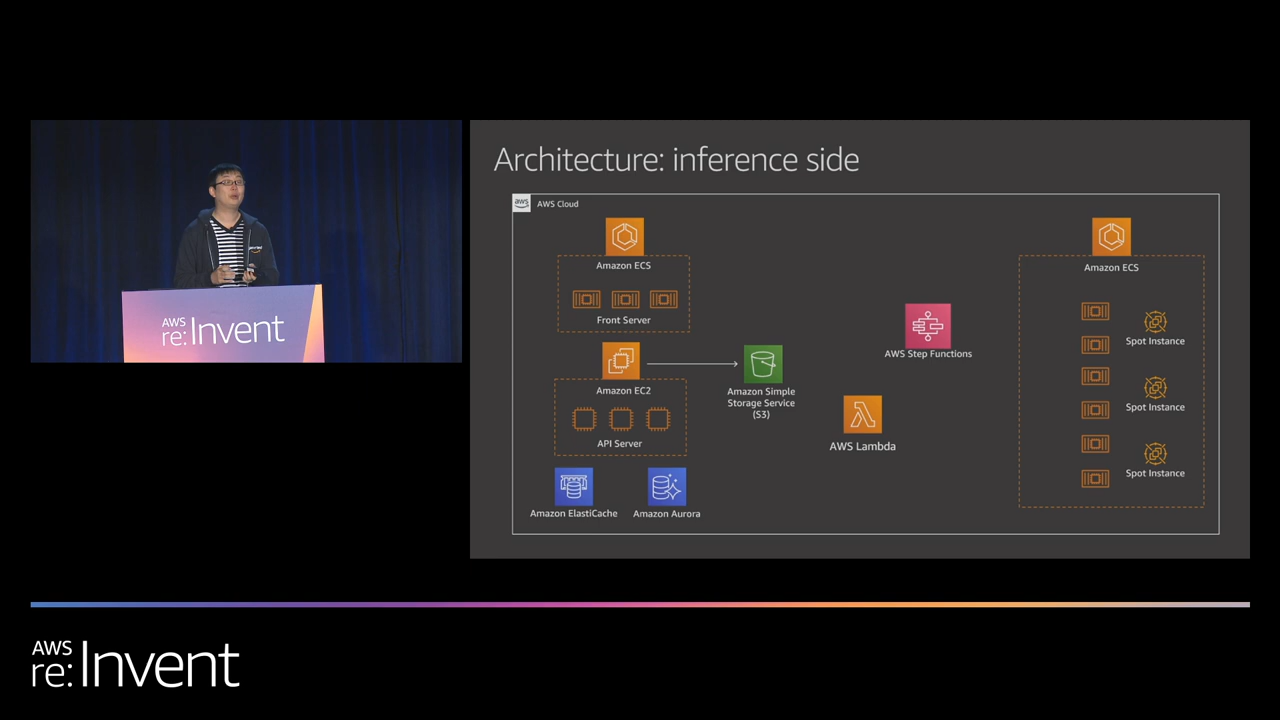 AWS
re:Invent
Architecture: inference side
aws
AWS Cloud
Amazon ECS
Front Server
Amazon EC2
API Server
Amazon ElastiCache
Amazon Aurora
Amazon Simple
Storage Service
(S3)
AWS Step Functions
AWS Lambda
Amazon ECS
Spot Instance
Spot Instance
Spot Instance
AWS
re:Invent